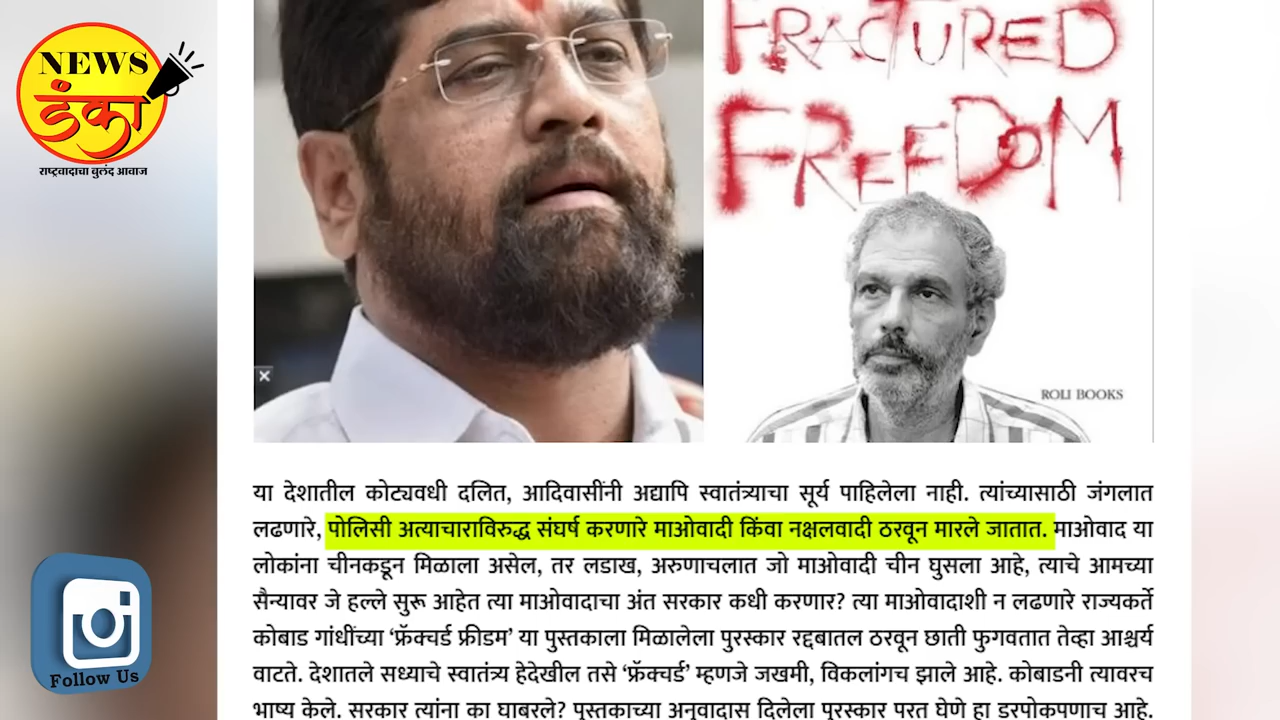 NEWS
डंका
राष्ट्रवादाचा बुलंद आवाज
FRACTURED
FREEDOM
ROLI BOOKS
या देशातील कोट्यवधी दलित, आदिवासींनी अद्यापि स्वातंत्र्याचा सूर्य पाहिलेला नाही. त्यांच्यासाठी जंगलात
लढणारे, पोलिसी अत्याचाराविरुद्ध संघर्ष करणारे माओवादी किंवा नक्षलवादी ठरवून मारले जातात. माओवाद या
लोकांना चीनकडून मिळाला असेल, तर लडाख, अरुणाचलात जो माओवादी चीन घुसला आहे, त्याचे आमच्या
सैन्यावर जे हल्ले सुरू आहेत त्या माओवादाचा अंत सरकार कधी करणार? त्या माओवादाशी न लढणारे राज्यकर्ते
कोबाड गांधींच्या ‘फ्रॅक्चर्ड फ्रीडम’ या पुस्तकाला मिळालेला पुरस्कार रद्दबातल ठरवून छाती फुगवतात तेव्हा आश्चर्य
वाटते. देशातले सध्याचे स्वातंत्र्य हेदेखील तसे ‘फ्रॅक्चर्ड’ म्हणजे जखमी, विकलांगच झाले आहे. कोबाडनी त्यावरच
भाष्य केले. सरकार त्यांना का घाबरले? पुस्तकाच्या अनुवादास दिलेला पुरस्कार परत घेणे हा डरपोकपणाच आहे.
Follow Us